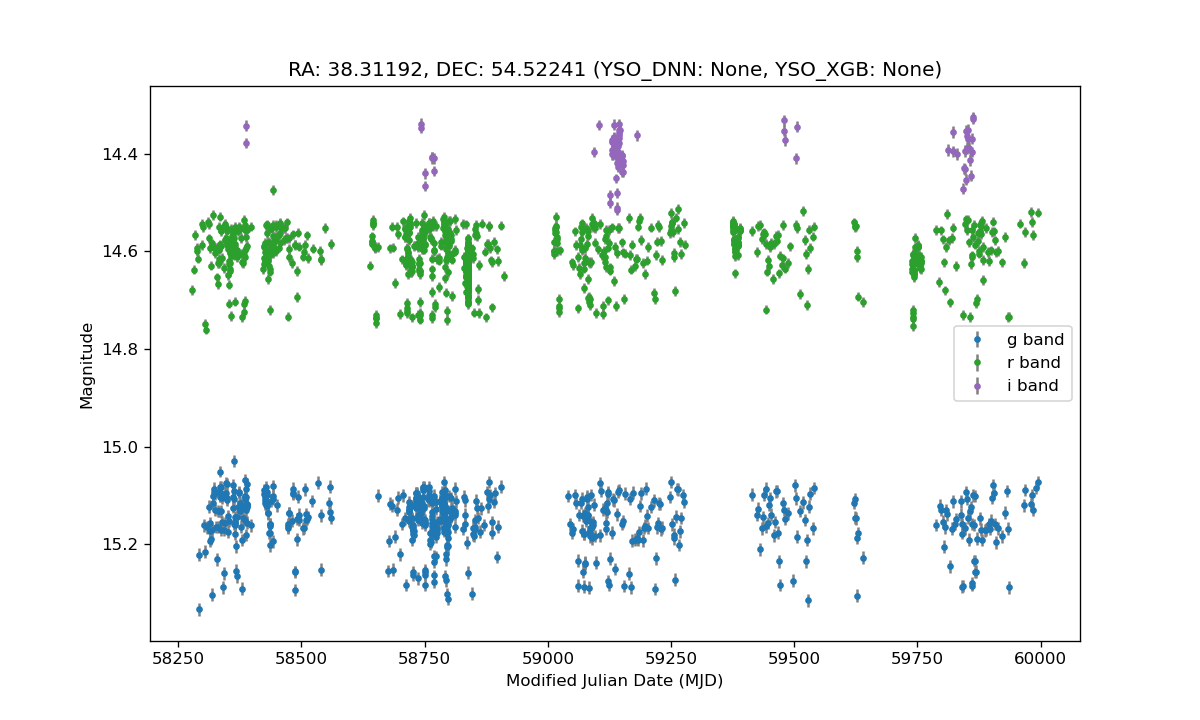 RA: 38.31192, DEC: 54.52241 (YSO_DNN: None, YSO_XGB: None)
Magnitude
14.4
14.6
14.8
15.0
15.2
g band
r band
i band
58250 58500 58750 59000 59250 59500 59750 60000
Modified Julian Date (MJD)